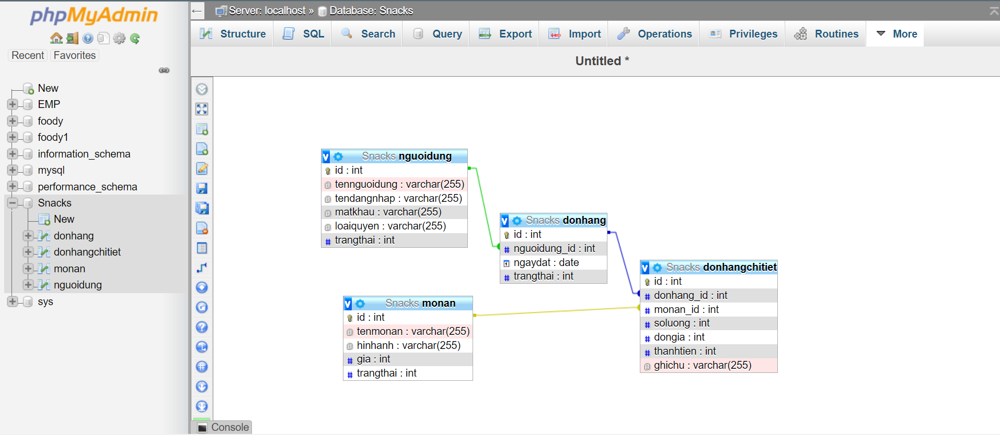 phpMyAdmin
Recent Favorites
New
EMP
foody
foody1
information_schema
mysql
performance_schema
Snacks
New
donhang
donhangchitiet
monan
nguoidung
sys
Server: localhost » Database: Snacks
Structure SQL Search Query Export Import Operations Privileges Routines More
Untitled *
v Snacks nguoidung
id : int
tennguoidung : varchar(255)
tendangnhap : varchar(255)
matkhau : varchar(255)
loaiquyen : varchar(255)
# trangthai : int
v Snacks donhang
id : int
# nguoidung_id : int
ngaydat : date
# trangthai : int
v Snacks monan
id : int
tenmonan : varchar(255)
hinhanh : varchar(255)
# gia : int
# trangthai : int
v Snacks donhangchitiet
id : int
# donhang_id : int
# monan_id : int
# soluong : int
# dongia : int
# thanhtien : int
ghichu : varchar(255)
Console